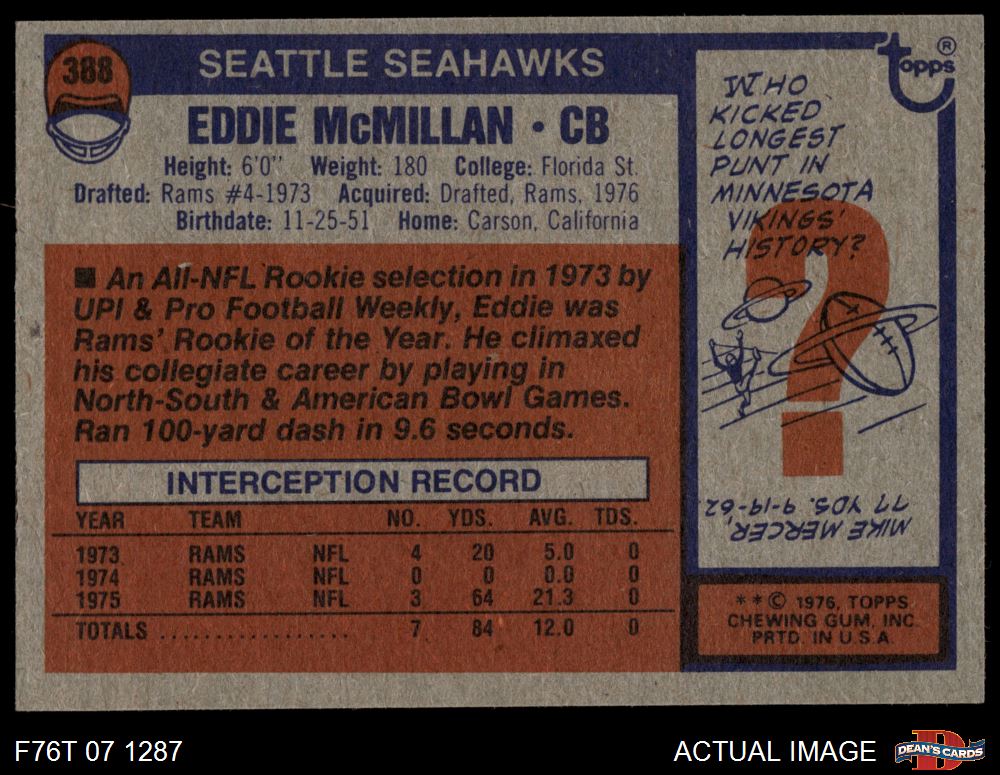 388
SEATTLE SEAHAWKS
topps
®
EDDIE McMILLAN • CB
Height: 6'0" Weight: 180 College: Florida St.
Drafted: Rams #4-1973 Acquired: Drafted, Rams, 1976
Birthdate: 11-25-51 Home: Carson, California
■ An All-NFL Rookie selection in 1973 by
UPI & Pro Football Weekly, Eddie was
Rams' Rookie of the Year. He climaxed
his collegiate career by playing in
North-South & American Bowl Games.
Ran 100-yard dash in 9.6 seconds.
INTERCEPTION RECORD
YEAR TEAM NO. YDS. AVG. TDS.
1973 RAMS NFL 4 20 5.0 0
1974 RAMS NFL 0 0 0.0 0
1975 RAMS NFL 3 64 21.3 0
TOTALS .................. 7 84 12.0 0
WHO
KICKED
LONGEST
PUNT IN
MINNESOTA
VIKINGS'
HISTORY?
?
MIKE MERCER,
77 YDS. 9-19-62
* * © 1976, TOPPS
CHEWING GUM, INC.
PRTD. IN U.S.A.
F76T 07 1287
ACTUAL IMAGE
D
DEAN'S CARDS